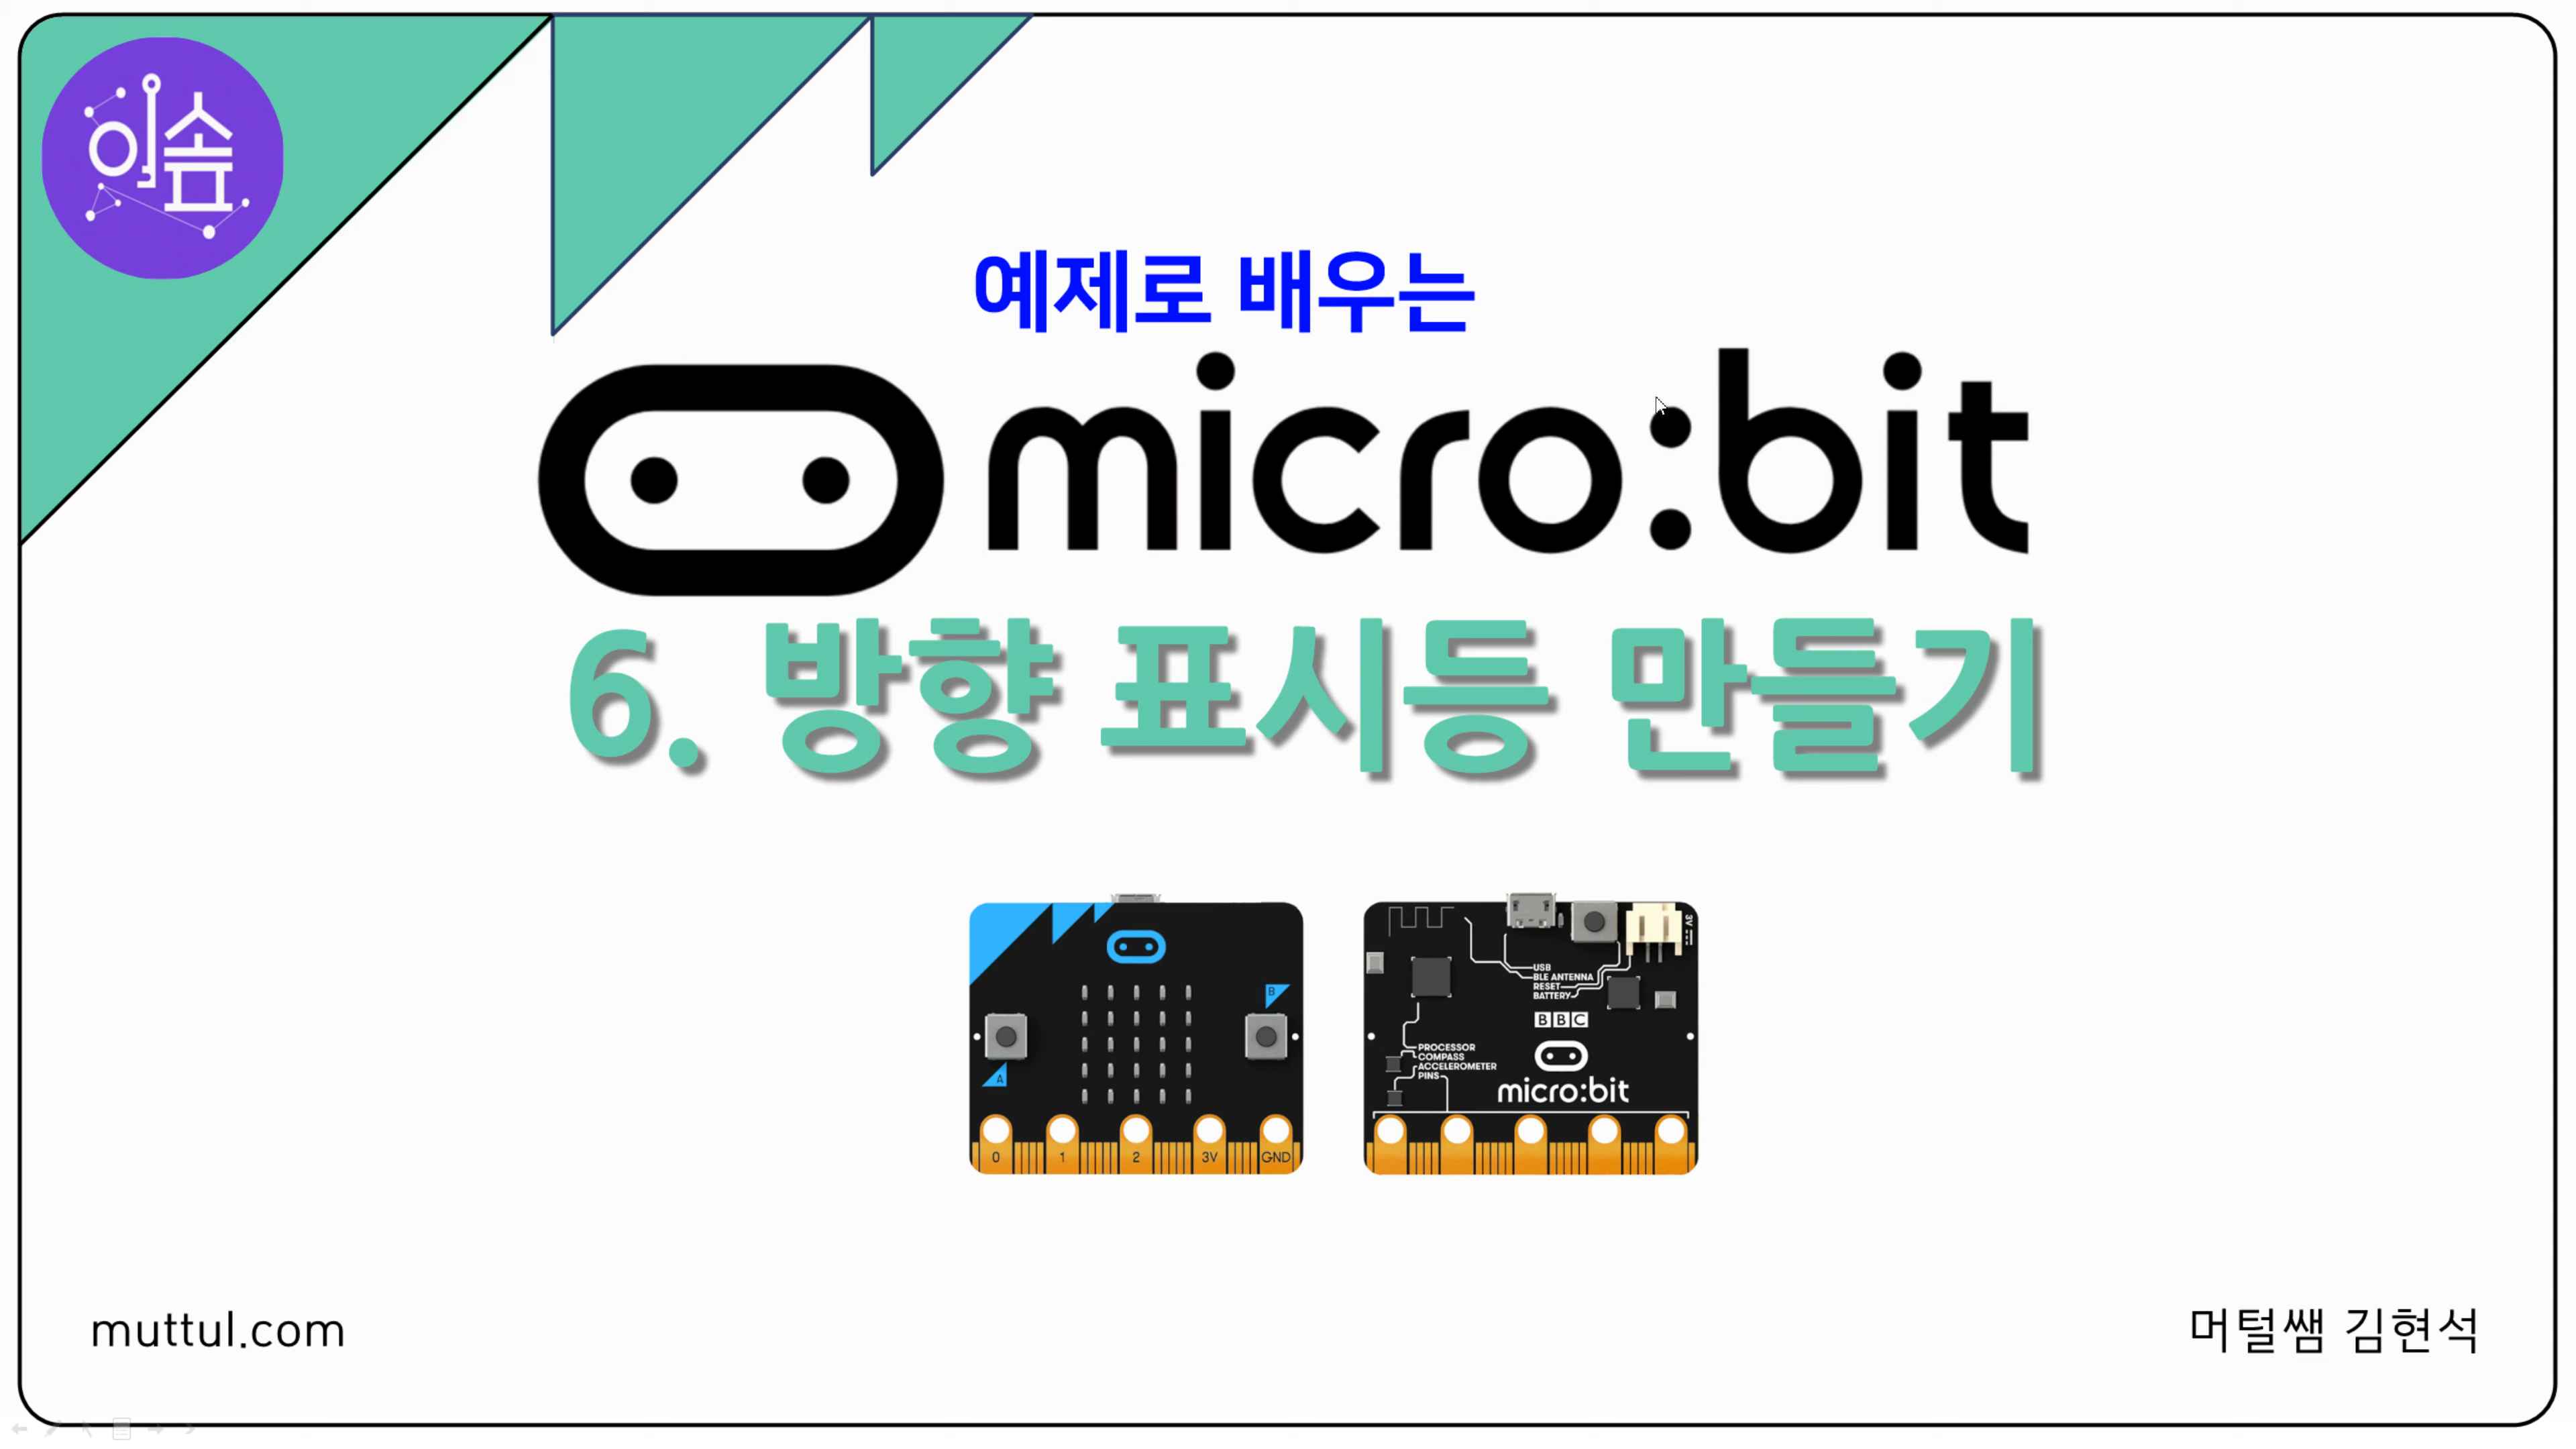 이솝
예제로 배우는
micro:bit
6. 방향 표시등 만들기
B
A
0 1 2 3V GND
3V
USB
BLE ANTENNA
RESET
BATTERY
BBC
PROCESSOR
COMPASS
ACCELEROMETER
PINS
micro:bit
muttul.com
머털쌤 김현석